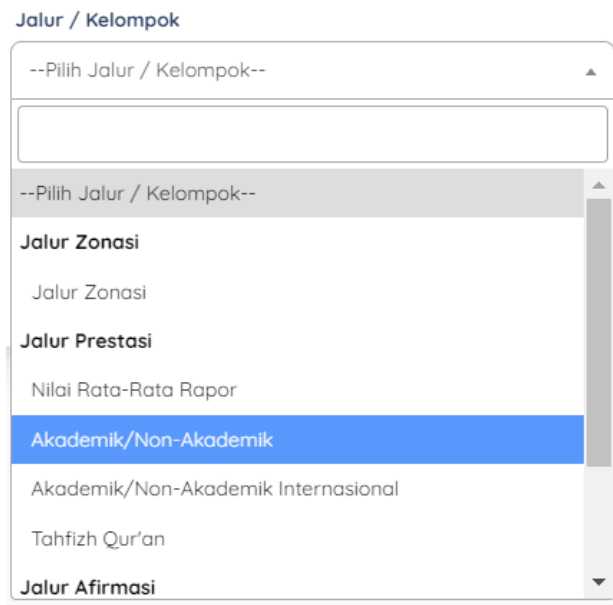 Jalur / Kelompok
--Pilih Jalur / Kelompok--
--Pilih Jalur / Kelompok--
Jalur Zonasi
Jalur Zonasi
Jalur Prestasi
Nilai Rata-Rata Rapor
Akademik/Non-Akademik
Akademik/Non-Akademik Internasional
Tahfizh Qur'an
Jalur Afirmasi